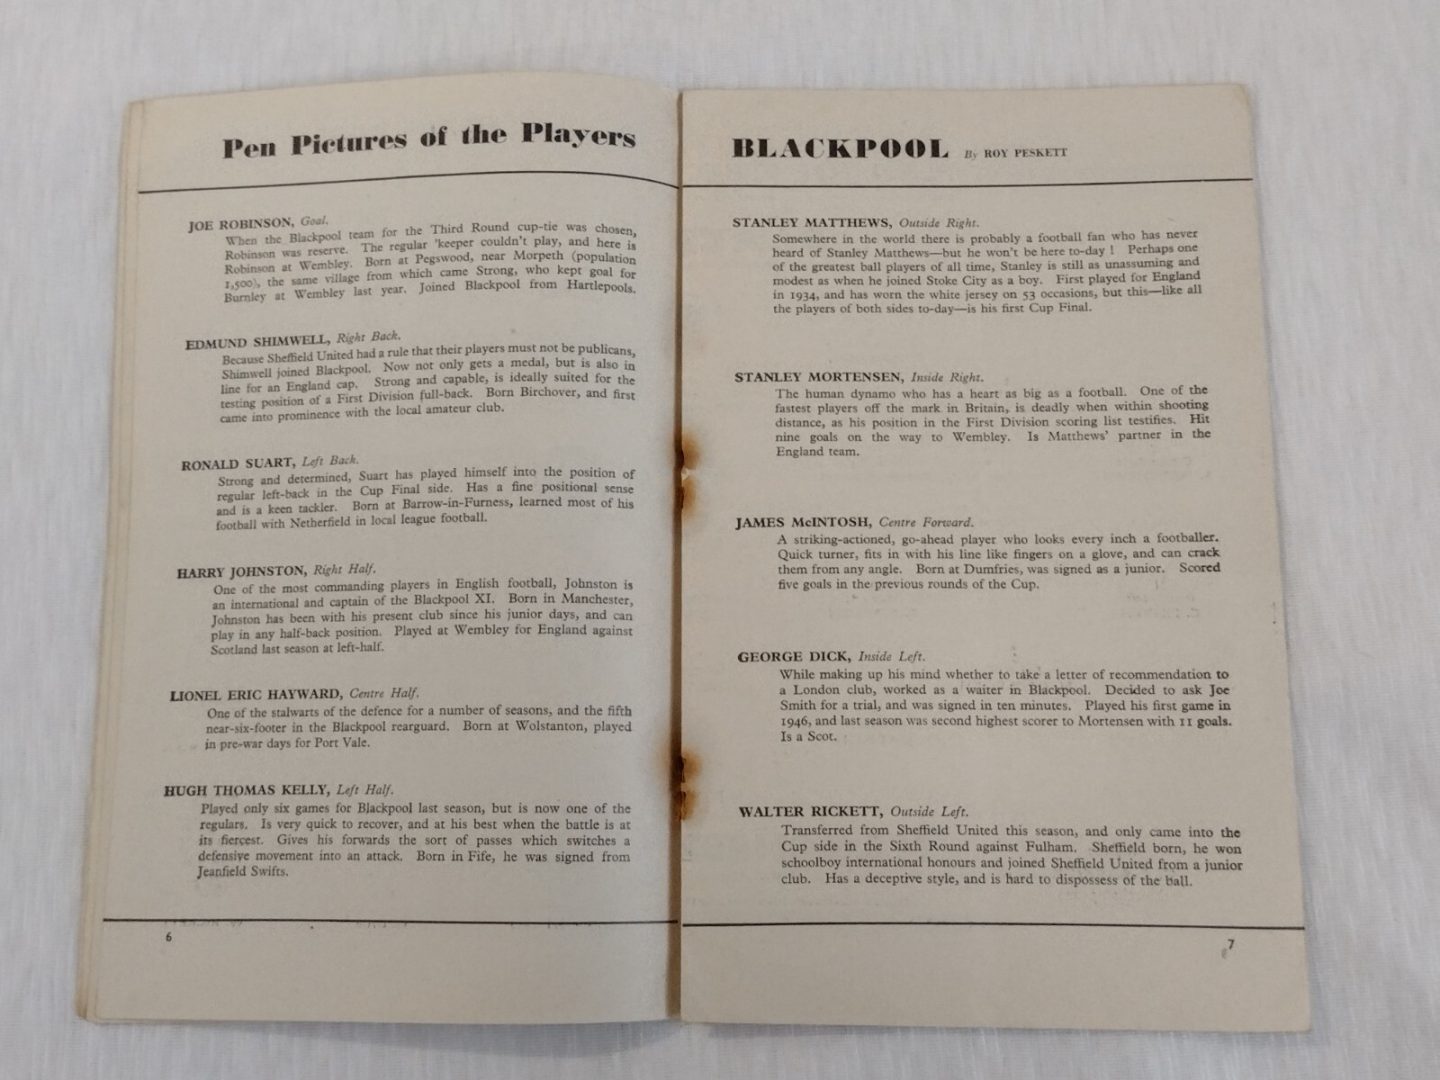 Pen Pictures of the Players
JOE ROBINSON, Goal.
When the Blackpool team for the Third Round cup-tie was chosen,
Robinson was reserve. The regular 'keeper couldn't play, and here is
Robinson at Wembley. Born at Pegswood, near Morpeth (population
1,500), the same village from which came Strong, who kept goal for
Burnley at Wembley last year. Joined Blackpool from Hartlepools.
EDMUND SHIMWELL, Right Back.
Because Sheffield United had a rule that their players must not be publicans,
Shimwell joined Blackpool. Now not only gets a medal, but is also in
line for an England cap. Strong and capable, is ideally suited for the
testing position of a First Division full-back. Born Birchover, and first
came into prominence with the local amateur club.
RONALD SUART, Left Back.
Strong and determined, Suart has played himself into the position of
regular left-back in the Cup Final side. Has a fine positional sense
and is a keen tackler. Born at Barrow-in-Furness, learned most of his
football with Netherfield in local league football.
HARRY JOHNSTON, Right Half.
One of the most commanding players in English football, Johnston is
an international and captain of the Blackpool XI. Born in Manchester,
Johnston has been with his present club since his junior days, and can
play in any half-back position. Played at Wembley for England against
Scotland last season at left-half.
LIONEL ERIC HAYWARD, Centre Half.
One of the stalwarts of the defence for a number of seasons, and the fifth
near-six-footer in the Blackpool rearguard. Born at Wolstanton, played
in pre-war days for Port Vale.
HUGH THOMAS KELLY, Left Half.
Played only six games for Blackpool last season, but is now one of the
regulars. Is very quick to recover, and at his best when the battle is at
its fiercest. Gives his forwards the sort of passes which switches a
defensive movement into an attack. Born in Fife, he was signed from
Jeanfield Swifts.
6
BLACKPOOL By ROY PESKETT
STANLEY MATTHEWS, Outside Right.
Somewhere in the world there is probably a football fan who has never
heard of Stanley Matthews—but he won't be here to-day ! Perhaps one
of the greatest ball players of all time, Stanley is still as unassuming and
modest as when he joined Stoke City as a boy. First played for England
in 1934, and has worn the white jersey on 53 occasions, but this—like all
the players of both sides to-day—is his first Cup Final.
STANLEY MORTENSEN, Inside Right.
The human dynamo who has a heart as big as a football. One of the
fastest players off the mark in Britain, is deadly when within shooting
distance, as his position in the First Division scoring list testifies. Hit
nine goals on the way to Wembley. Is Matthews' partner in the
England team.
JAMES McINTOSH, Centre Forward.
A striking-actioned, go-ahead player who looks every inch a footballer.
Quick turner, fits in with his line like fingers on a glove, and can crack
them from any angle. Born at Dumfries, was signed as a junior. Scored
five goals in the previous rounds of the Cup.
GEORGE DICK, Inside Left.
While making up his mind whether to take a letter of recommendation to
a London club, worked as a waiter in Blackpool. Decided to ask Joe
Smith for a trial, and was signed in ten minutes. Played his first game in
1946, and last season was second highest scorer to Mortensen with 11 goals.
Is a Scot.
WALTER RICKETT, Outside Left.
Transferred from Sheffield United this season, and only came into the
Cup side in the Sixth Round against Fulham. Sheffield born, he won
schoolboy international honours and joined Sheffield United from a junior
club. Has a deceptive style, and is hard to dispossess of the ball.
7